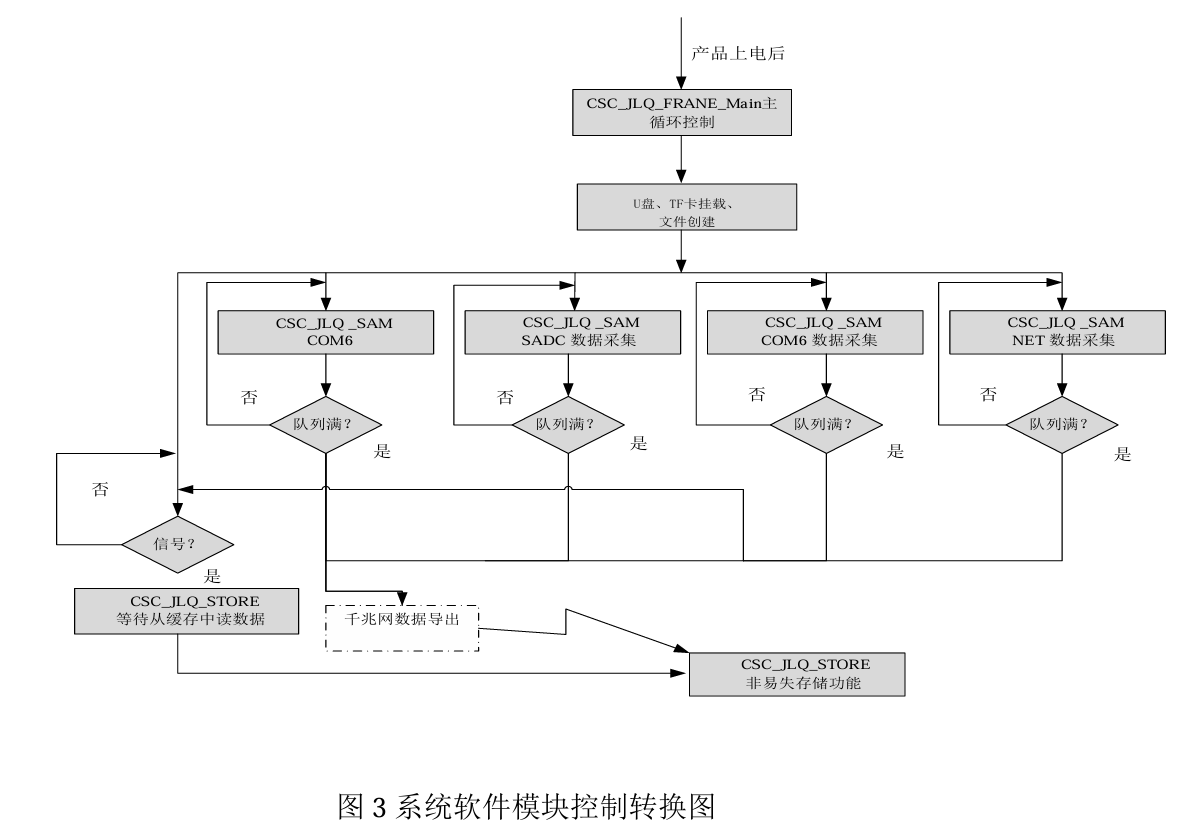 产品上电后
CSC_JLQ_FRANE_Main主
循环控制
U盘、TF卡挂载、
文件创建
CSC_JLQ _SAM
COM6
CSC_JLQ _SAM
SADC 数据采集
CSC_JLQ _SAM
COM6 数据采集
CSC_JLQ _SAM
NET 数据采集
否
否
否
否
队列满?
队列满?
队列满?
队列满?
是
是
是
是
否
信号?
是
CSC_JLQ_STORE
等待从缓存中读数据
千兆网数据导出
CSC_JLQ_STORE
非易失存储功能
图 3 系统软件模块控制转换图